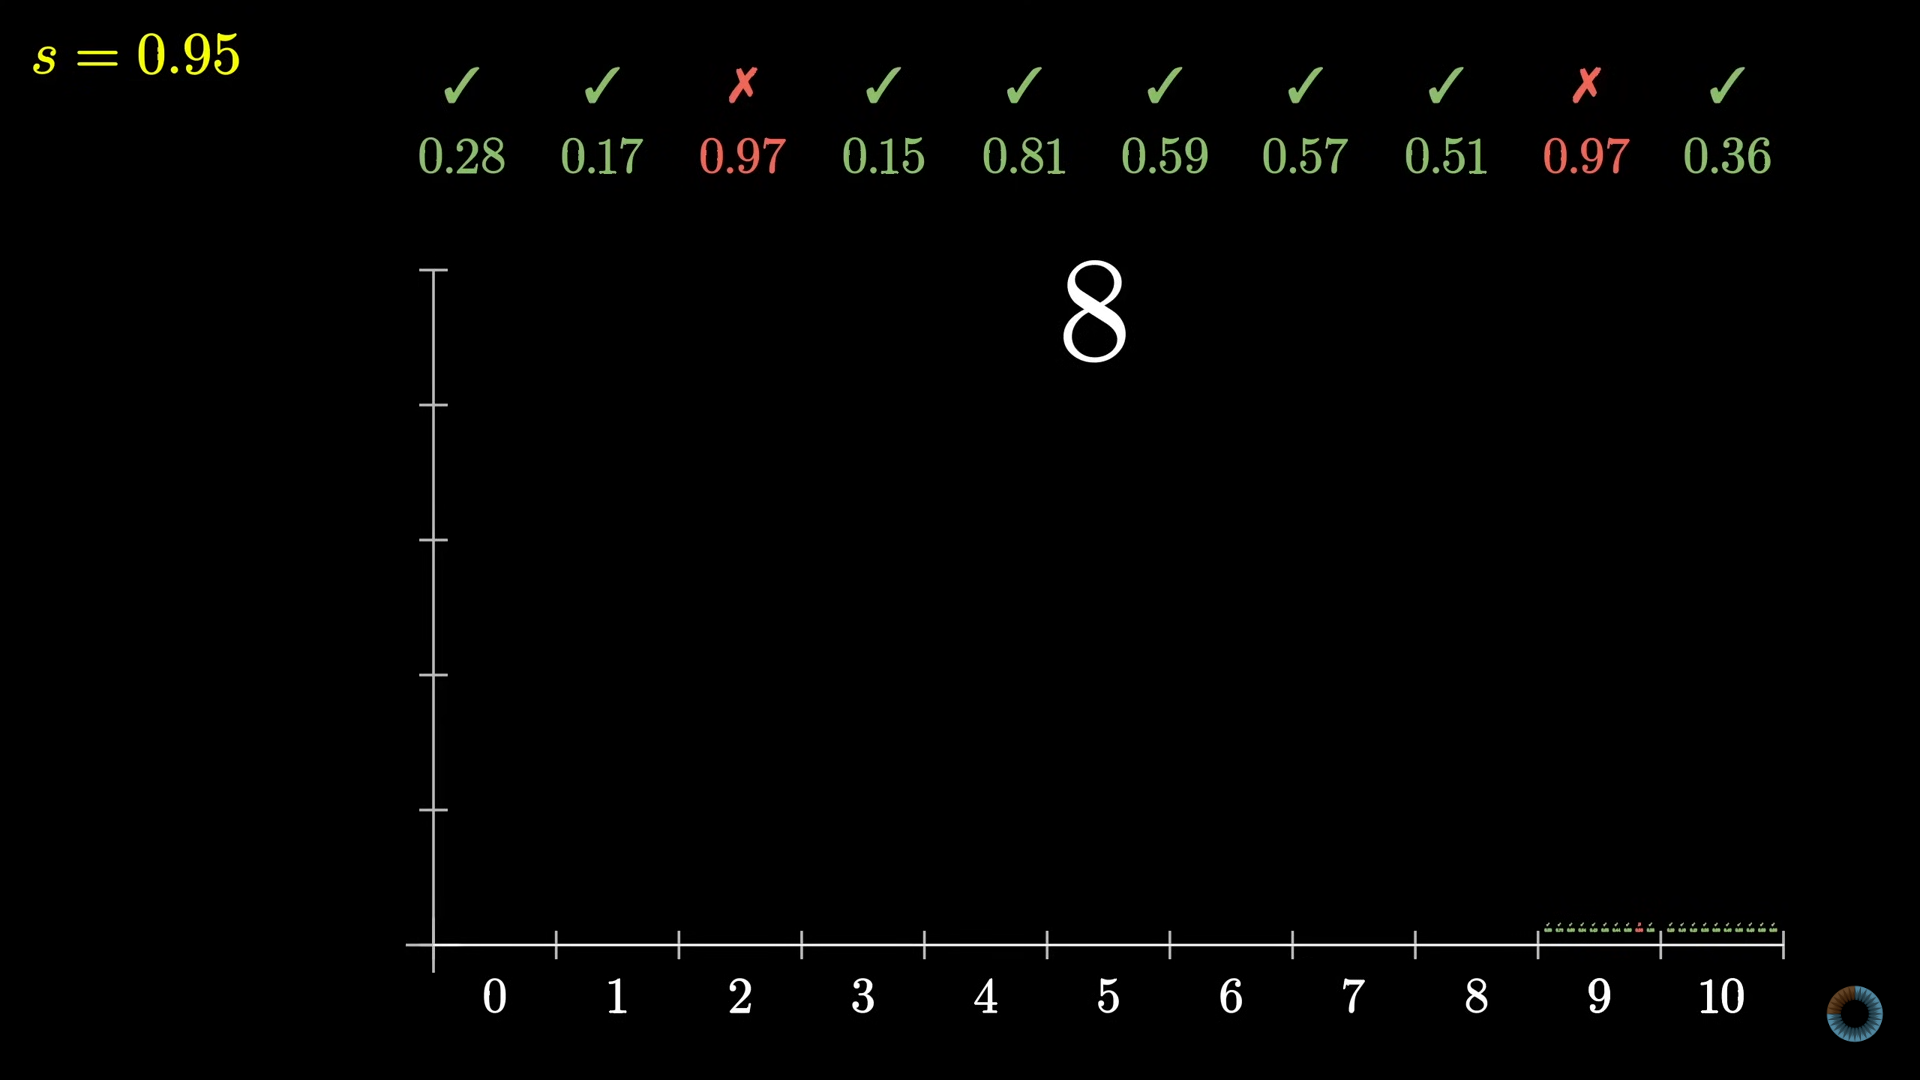 s = 0.95
✓ ✓ ✗ ✓ ✓ ✓ ✓ ✓ ✗ ✓
0.28 0.17 0.97 0.15 0.81 0.59 0.57 0.51 0.97 0.36
8
0 1 2 3 4 5 6 7 8 9 10